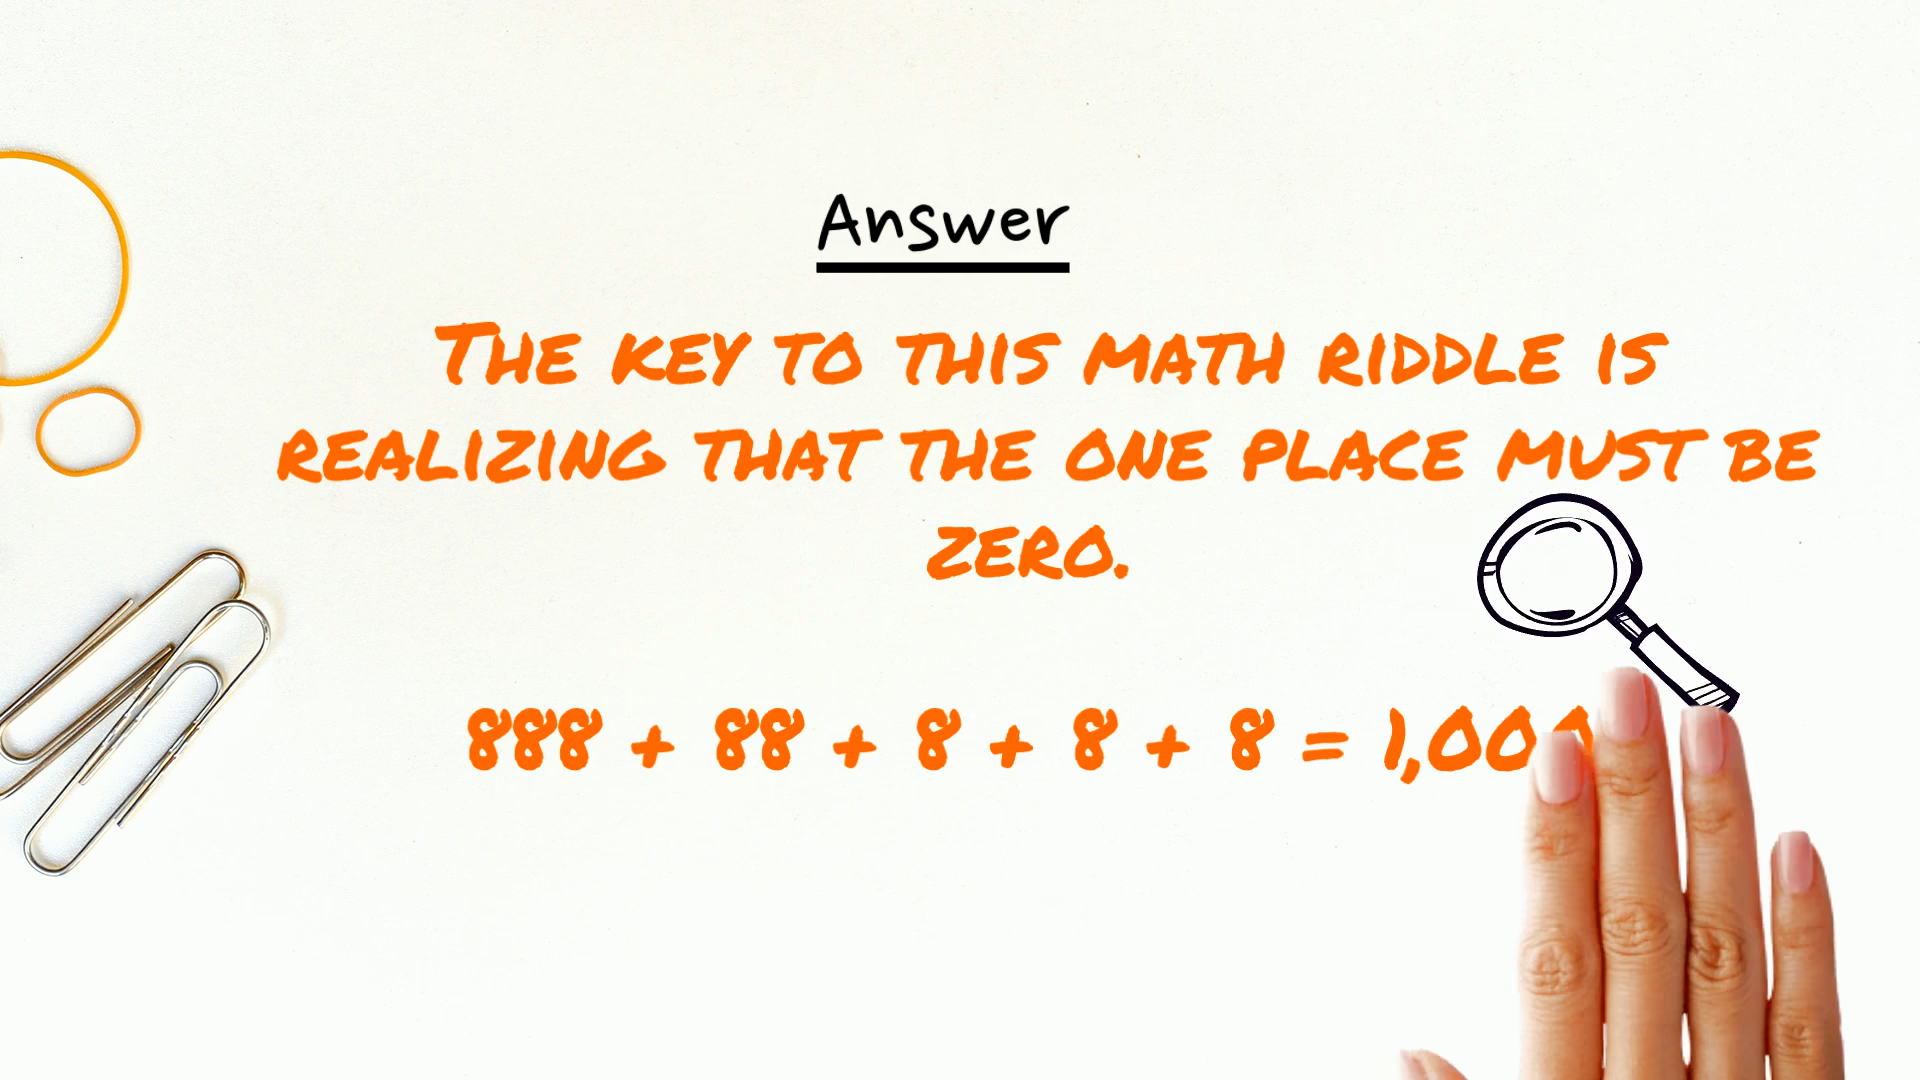 Answer
The key to this math riddle is
realizing that the one place must be
zero.
888 + 88 + 8 + 8 + 8 = 1,000